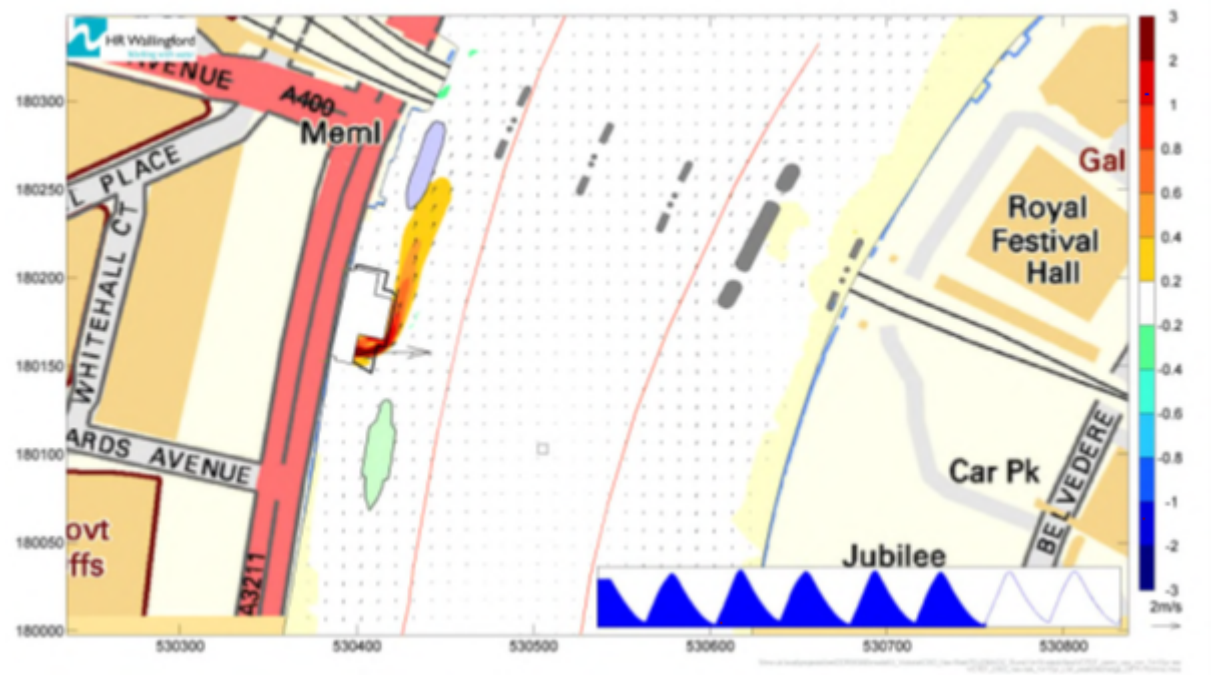 HR Wallingford
AVENUE
A400
Meml
L PLACE
WHITEHALL CT
ARDS AVENUE
ovt
ffs
A3211
Gal
Royal
Festival
Hall
Car Pk
BELVEDERE
Jubilee
180300
180250
180200
180150
180100
180050
180000
530300
530400
530500
530600
530700
530800
3
2
1
0.8
0.6
0.4
0.2
-0.2
-0.4
-0.6
-0.8
-1
-2
-3
2m/s